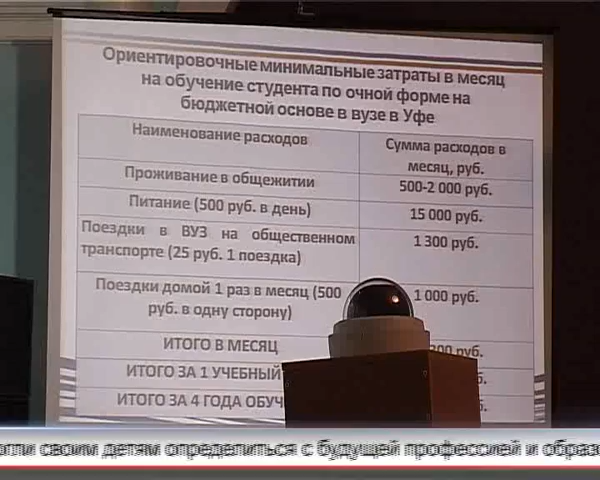 Ориентировочные минимальные затраты в месяц
на обучение студента по очной форме на
бюджетной основе в вузе в Уфе
Наименование расходов
Сумма расходов в
месяц, руб.
Проживание в общежитии
500-2 000 руб.
Питание (500 руб. в день)
15 000 руб.
Поездки в ВУЗ на общественном
транспорте (25 руб. 1 поездка)
1 300 руб.
Поездки домой 1 раз в месяц (500
руб. в одну сторону)
1 000 руб.
ИТОГО В МЕСЯЦ
руб.
ИТОГО ЗА 1 УЧЕБНЫЙ
ИТОГО ЗА 4 ГОДА ОБУЧ
своим детям определиться с будущей профессией и образо